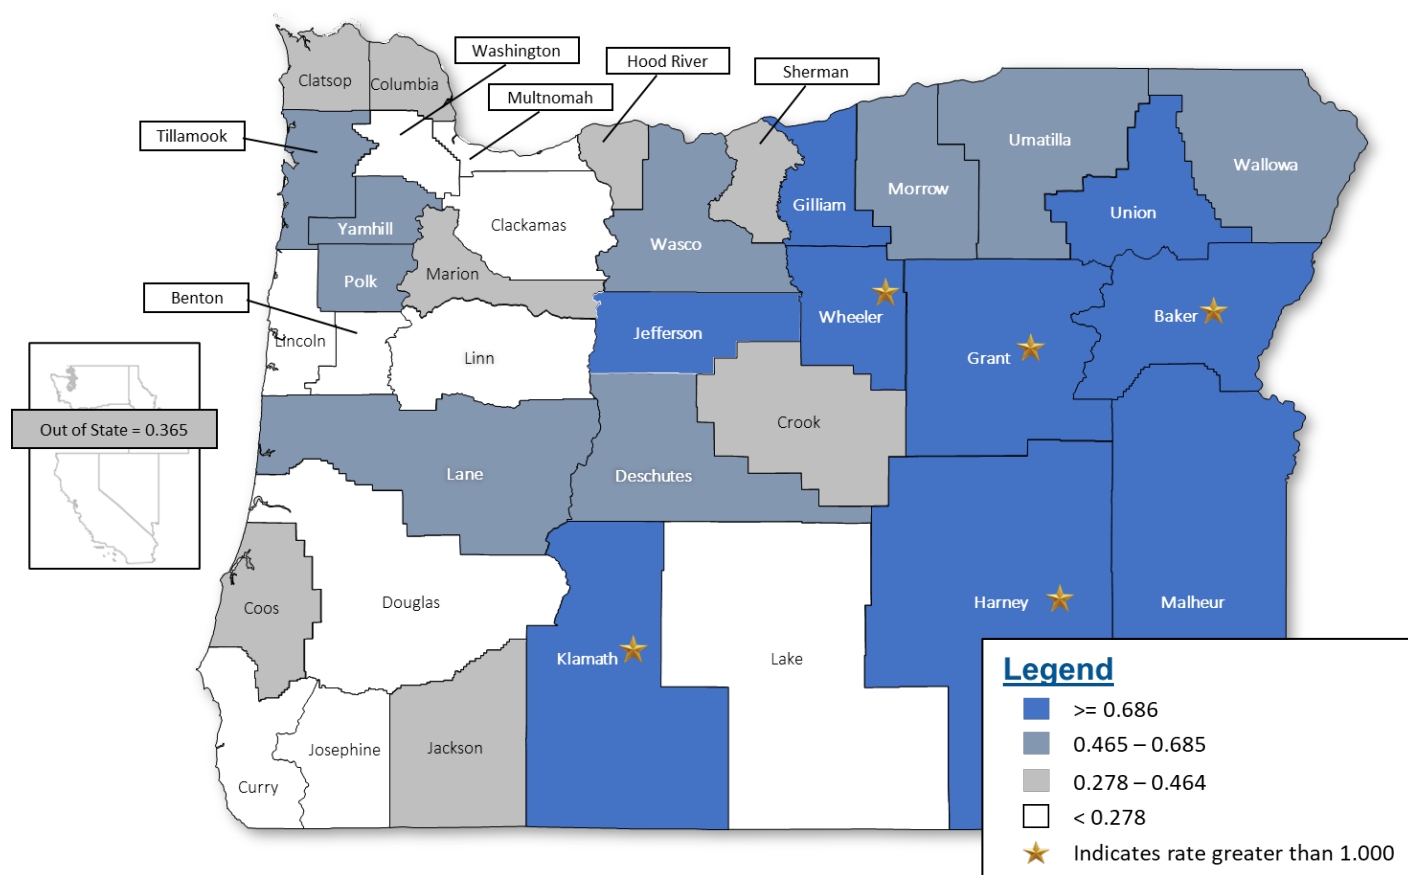 Washington
Hood River
Sherman
Clatsop
Columbia
Multnomah
Tillamook
Umatilla
Wallowa
Morrow
Gilliam
Union
Yamhill
Clackamas
Wasco
Marion
Polk
Benton
Wheeler
Baker
Jefferson
Lincoln
Linn
Grant
Out of State = 0.365
Crook
Lane
Deschutes
Coos
Douglas
Harney
Malheur
Klamath
Lake
Josephine
Jackson
Curry
Legend
>= 0.686
0.465 – 0.685
0.278 – 0.464
< 0.278
Indicates rate greater than 1.000